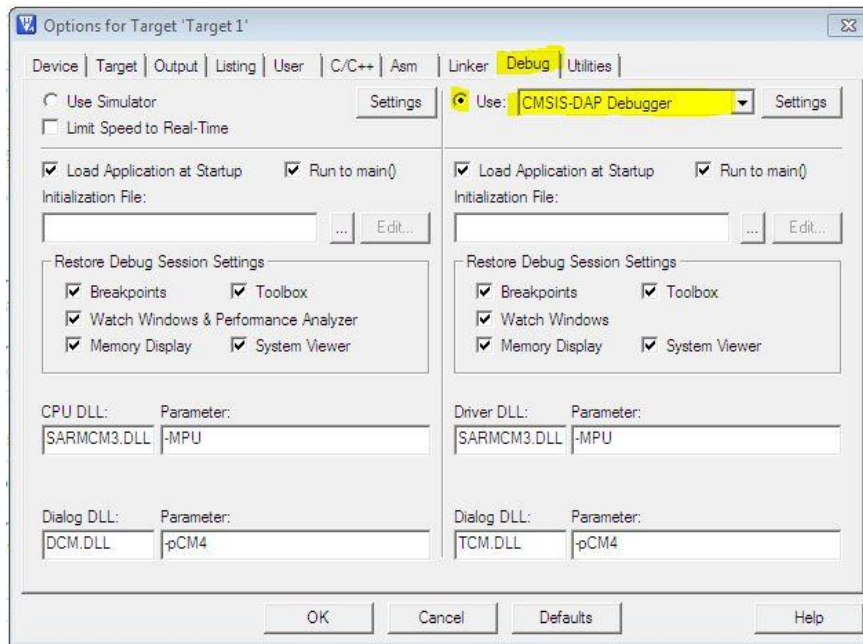 Options for Target 'Target 1'
Device Target Output Listing User C/C++ Asm Linker Debug Utilities
Use Simulator Settings
Limit Speed to Real-Time
Use: CMSIS-DAP Debugger Settings
Load Application at Startup Run to main()
Initialization File:
... Edit...
Restore Debug Session Settings
Breakpoints Toolbox
Watch Windows & Performance Analyzer
Memory Display System Viewer
CPU DLL: Parameter:
SARMCM3.DLL -MPU
Dialog DLL: Parameter:
DCM.DLL -pCM4
Load Application at Startup Run to main()
Initialization File:
... Edit...
Restore Debug Session Settings
Breakpoints Toolbox
Watch Windows
Memory Display System Viewer
Driver DLL: Parameter:
SARMCM3.DLL -MPU
Dialog DLL: Parameter:
TCM.DLL -pCM4
OK Cancel Defaults Help